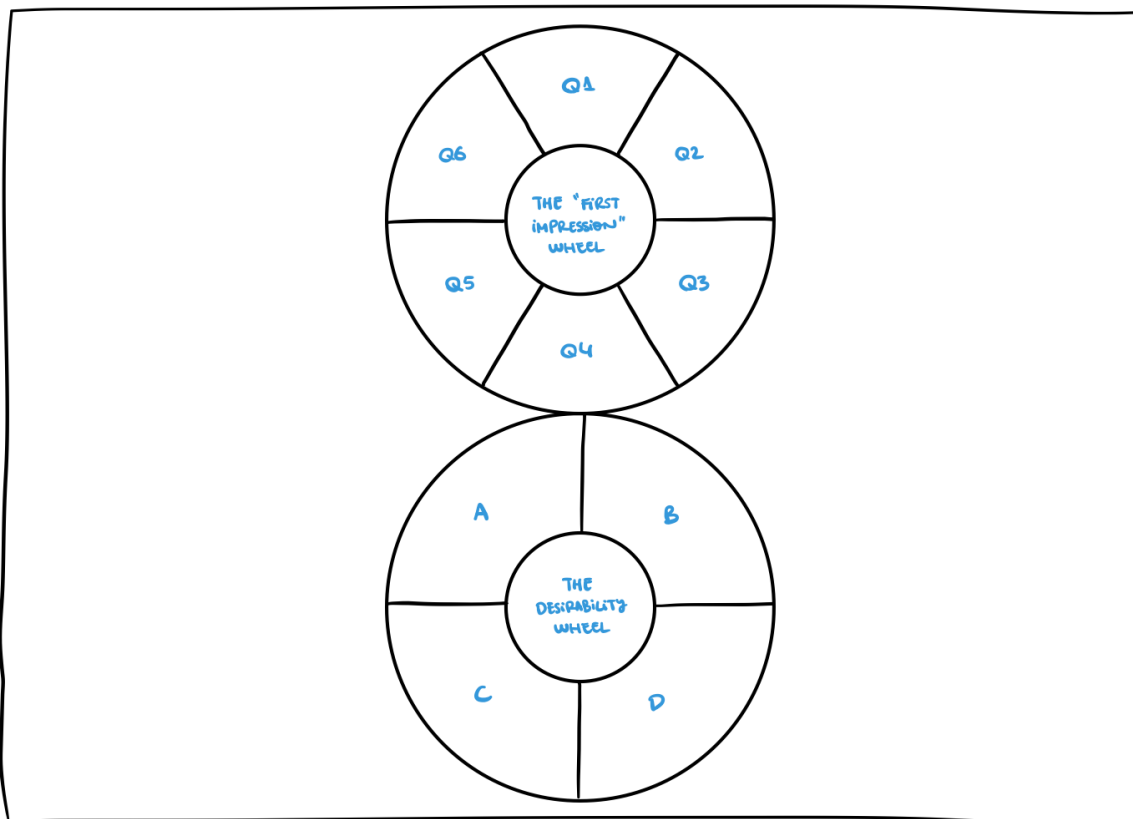 Q1
Q6
Q2
THE "FiRST
iMPRESSiON"
WHEEL
Q5
Q3
Q4
A
B
THE
DESiRABiLiTY
WHEEL
C
D